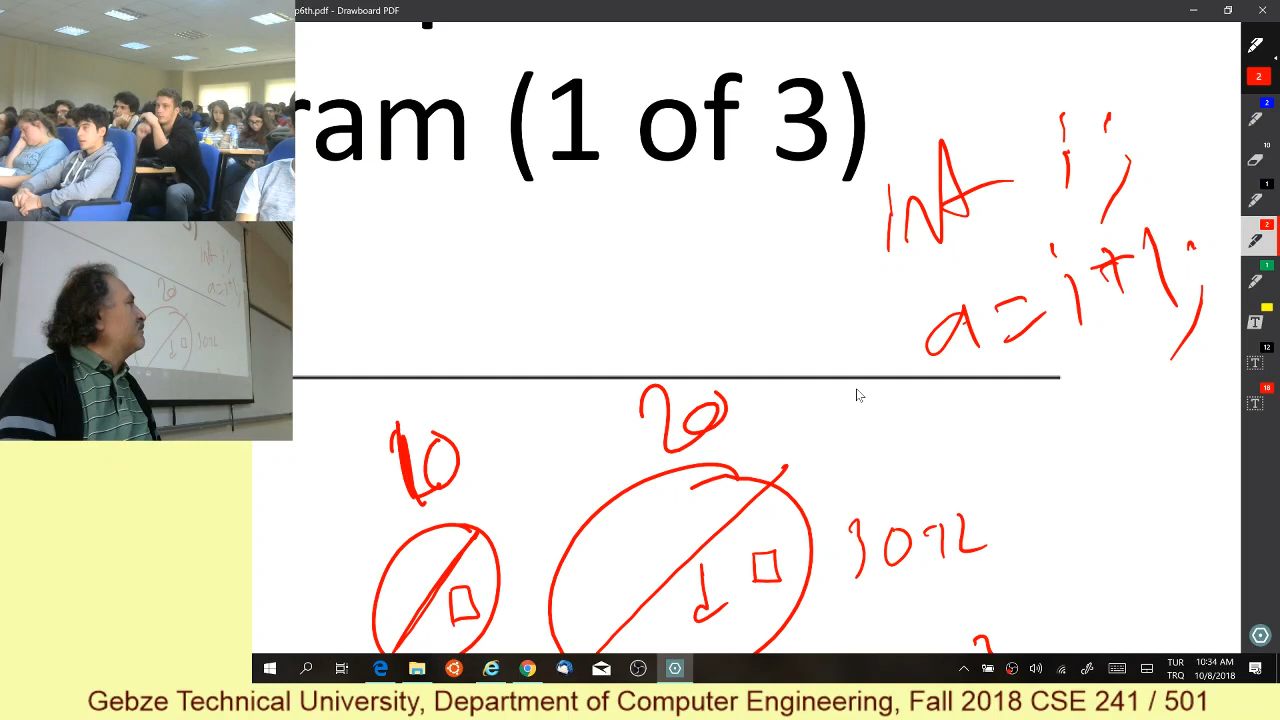 p6th.pdf - Drawboard PDF
ram (1 of 3)
int i;
a = i+1;
10
20
TUR
TRQ
10:34 AM
10/8/2018
Gebze Technical University, Department of Computer Engineering, Fall 2018 CSE 241 / 501